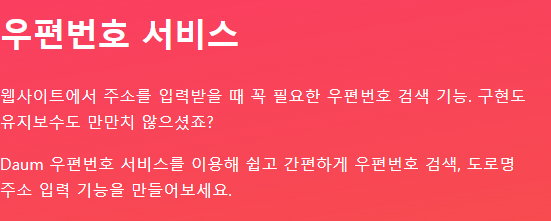 우편번호 서비스
웹사이트에서 주소를 입력받을 때 꼭 필요한 우편번호 검색 기능. 구현도
유지보수도 만만치 않으셨죠?
Daum 우편번호 서비스를 이용해 쉽고 간편하게 우편번호 검색, 도로명
주소 입력 기능을 만들어보세요.